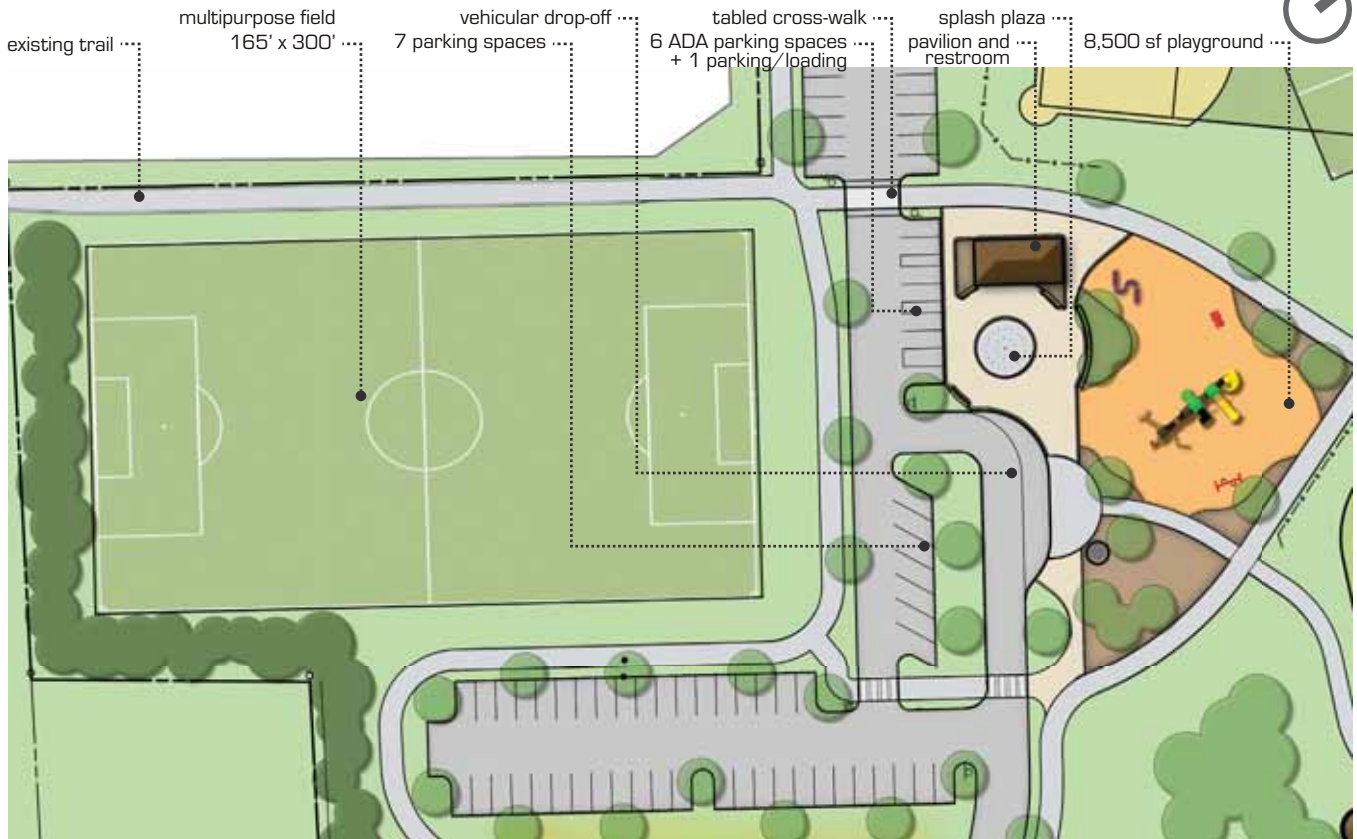 existing trail
multipurpose field
165' x 300'
vehicular drop-off
7 parking spaces
tabled cross-walk
6 ADA parking spaces
+ 1 parking/loading
splash plaza
pavilion and
restroom
8,500 sf playground